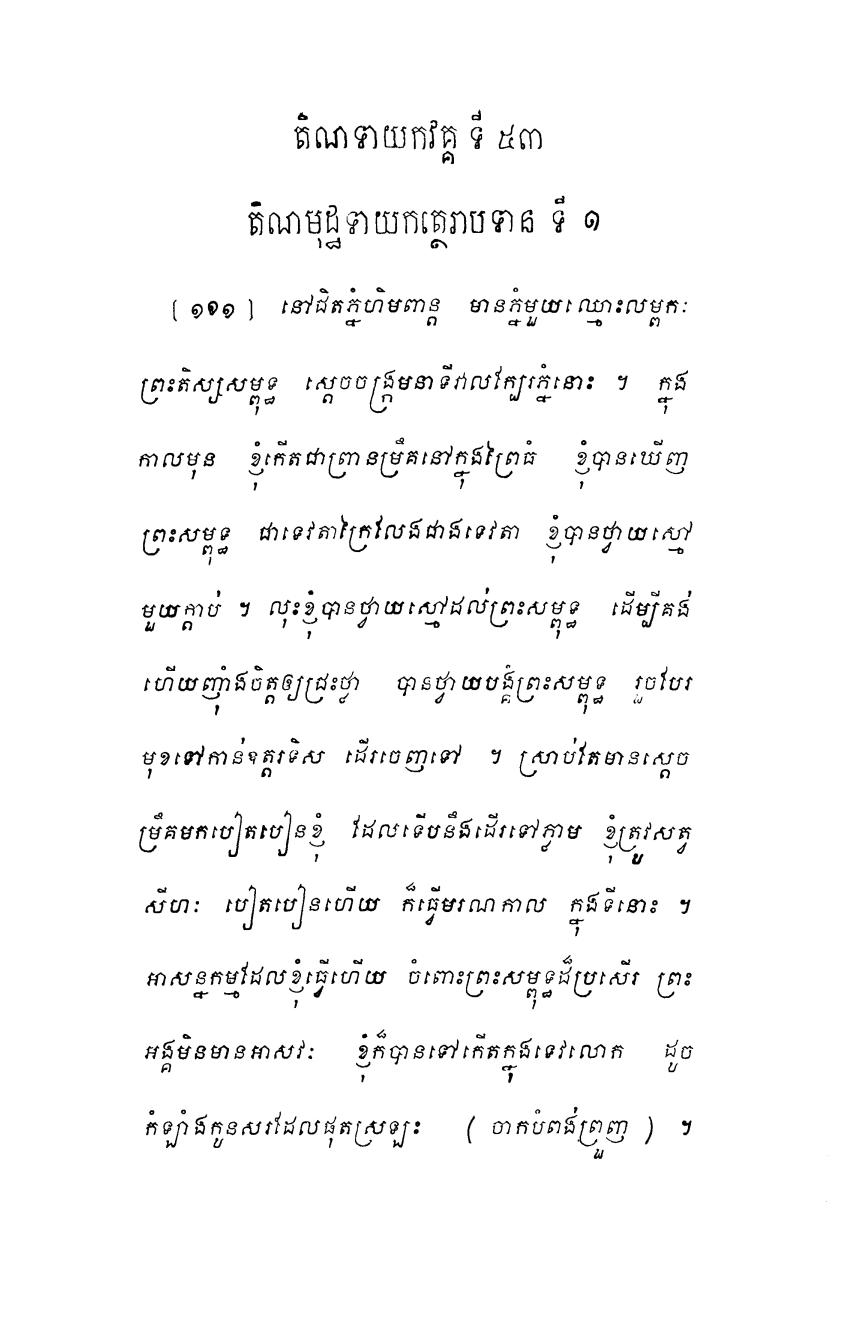 តិណទាយកវគ្គ ទី ៥៣
តិណមុដ្ឋទាយកត្ថេរាបទាន ទី ១
[ ១១១ ] នៅជិតភ្នំហិមពាន្ត មានភ្នំមួយឈ្មោះលម្ពកៈ
ព្រះតិស្សសម្ពុទ្ធ ស្តេចចង្ក្រមនាទីវាលក្បែរភ្នំនោះ ។ ក្នុង
កាលមុន ខ្ញុំកើតជាព្រានម្រឹគនៅក្នុងព្រៃធំ ខ្ញុំបានឃើញ
ព្រះសម្ពុទ្ធ ជាទេវតាក្រៃលែងជាងទេវតា ខ្ញុំបានថ្វាយស្មៅ
មួយក្តាប់ ។ លុះខ្ញុំបានថ្វាយស្មៅដល់ព្រះសម្ពុទ្ធ ដើម្បីគង់
ហើយញុំាងចិត្តឲ្យជ្រះថ្លា បានថ្វាយបង្គំព្រះសម្ពុទ្ធ រួចបែរ
មុខទៅកាន់ឧត្តរទិស ដើរចេញទៅ ។ ស្រាប់តែមានស្តេច
ម្រឹគមកបៀតបៀនខ្ញុំ ដែលទើបនឹងដើរទៅភ្លាម ខ្ញុំត្រូវសត្វ
សីហៈ បៀតបៀនហើយ ក៏ធ្វើមរណកាល ក្នុងទីនោះ ។
អាសន្នកម្មដែលខ្ញុំធ្វើហើយ ចំពោះព្រះសម្ពុទ្ធដ៏ប្រសើរ ព្រះ
អង្គមិនមានអាសវៈ ខ្ញុំក៏បានទៅកើតក្នុងទេវលោក ដូច
កំឡាំងកូនសរដែលផុតស្រឡះ ( ចាកបំពង់ព្រួញ ) ។